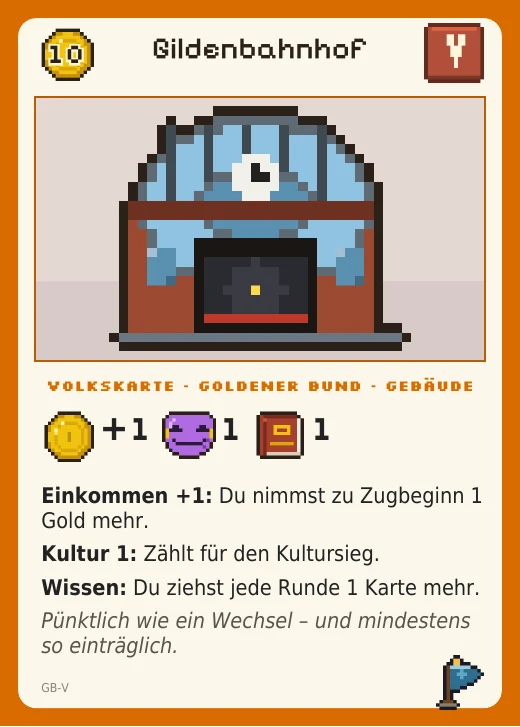 10
Gildenbahnhof
VOLKSKARTE - GOLDENER BUND - GEBÄUDE
+1 1 1
Einkommen +1: Du nimmst zu Zugbeginn 1
Gold mehr.
Kultur 1: Zählt für den Kultursieg.
Wissen: Du ziehst jede Runde 1 Karte mehr.
Pünktlich wie ein Wechsel – und mindestens
so einträglich.
GB-V